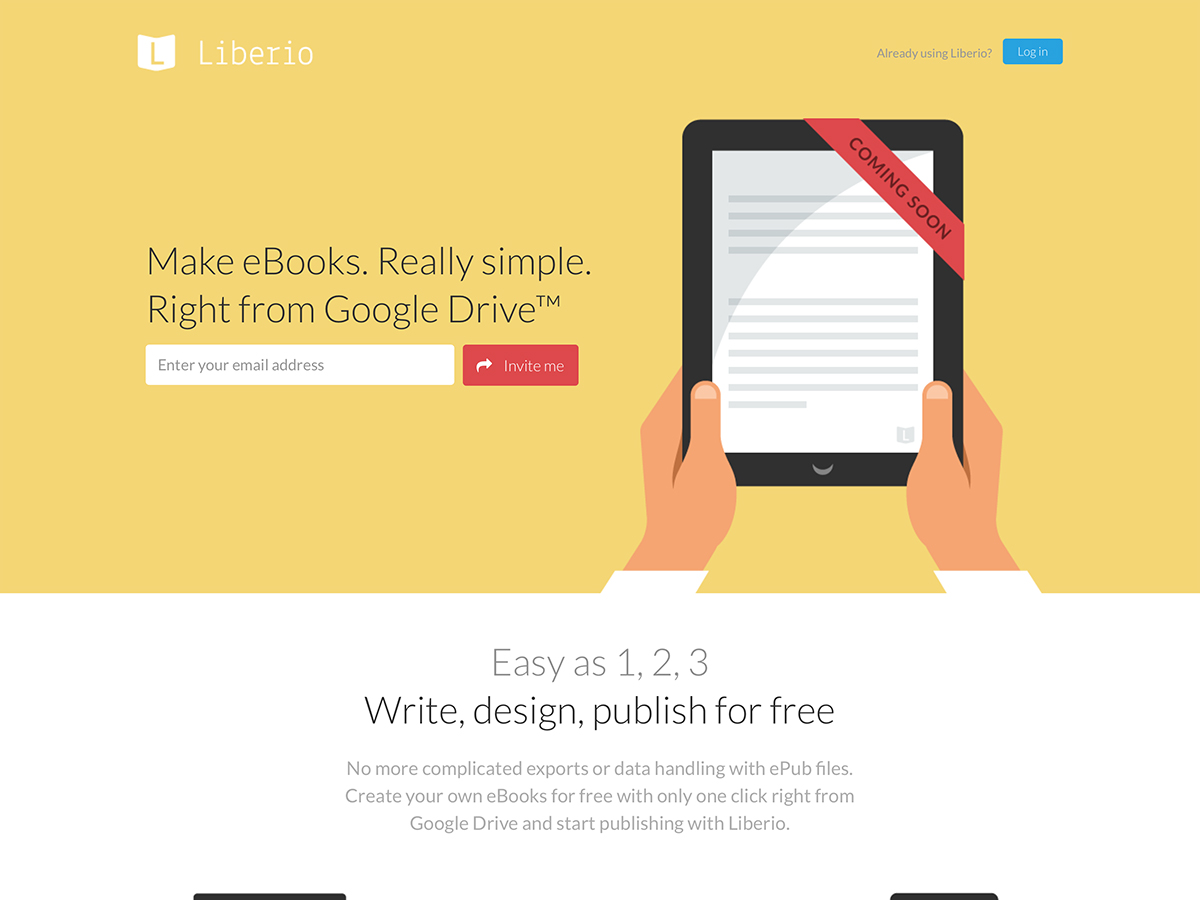 L Liberio
Already using Liberio? Log in
COMING SOON
Make eBooks. Really simple.
Right from Google Drive™
Enter your email address Invite me
L
Easy as 1, 2, 3
Write, design, publish for free
No more complicated exports or data handling with ePub files.
Create your own eBooks for free with only one click right from
Google Drive and start publishing with Liberio.